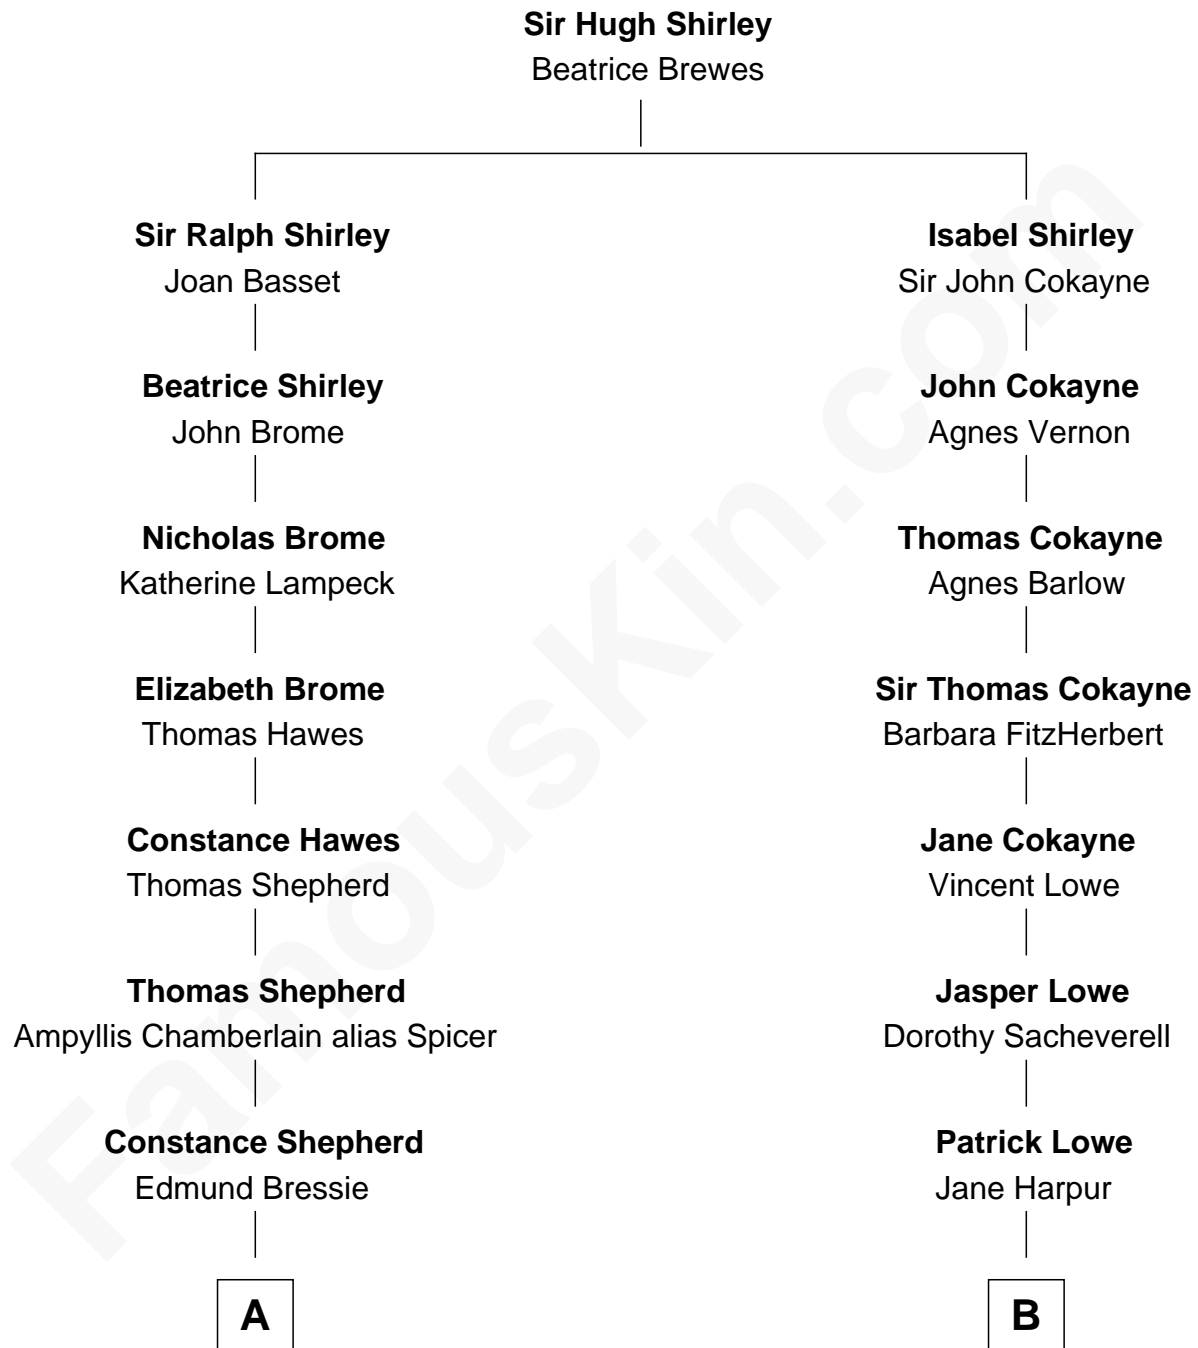 Sir Hugh Shirley
Beatrice Brewes
Sir Ralph Shirley
Joan Basset
Isabel Shirley
Sir John Cokayne
Beatrice Shirley
John Brome
John Cokayne
Agnes Vernon
Nicholas Brome
Katherine Lampeck
Thomas Cokayne
Agnes Barlow
Elizabeth Brome
Thomas Hawes
Sir Thomas Cokayne
Barbara FitzHerbert
Constance Hawes
Thomas Shepherd
Jane Cokayne
Vincent Lowe
Thomas Shepherd
Ampyllis Chamberlain alias Spicer
Jasper Lowe
Dorothy Sacheverell
Constance Shepherd
Edmund Bressie
Patrick Lowe
Jane Harpur
A
B
FamousKin.com